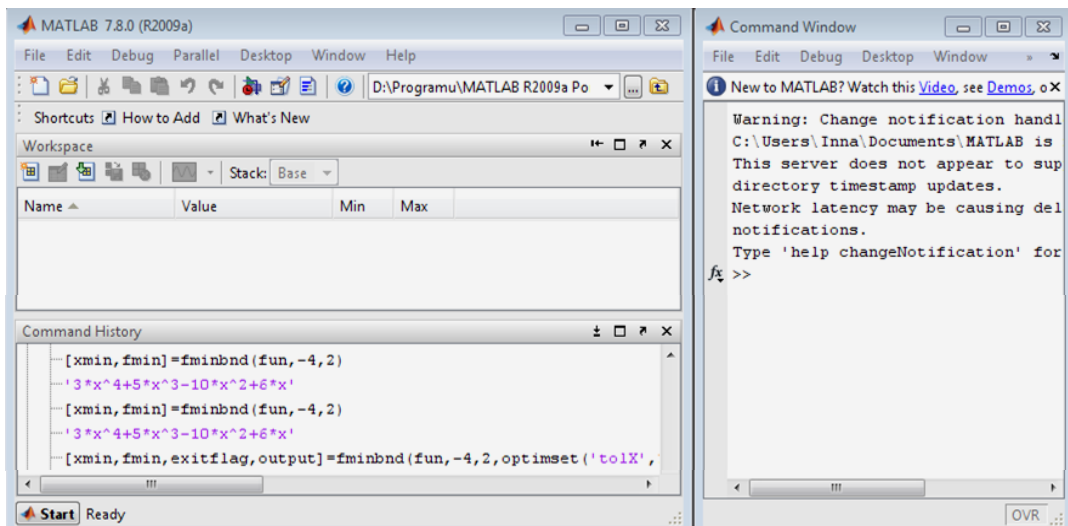 MATLAB 7.8.0 (R2009a)
File Edit Debug Parallel Desktop Window Help
D:\Programu\MATLAB R2009a Po
Shortcuts How to Add What's New
Workspace
Stack: Base
Name Value Min Max
Command History
[xmin,fmin]=fminbnd(fun,-4,2)
'3*x^4+5*x^3-10*x^2+6*x'
[xmin,fmin]=fminbnd(fun,-4,2)
'3*x^4+5*x^3-10*x^2+6*x'
[xmin,fmin,exitflag,output]=fminbnd(fun,-4,2,optimset('tolX',
Start Ready
Command Window
File Edit Debug Desktop Window »
New to MATLAB? Watch this Video, see Demos, o
Warning: Change notification handl
C:\Users\Inna\Documents\MATLAB is
This server does not appear to sup
directory timestamp updates.
Network latency may be causing del
notifications.
Type 'help changeNotification' for
fx >>
OVR